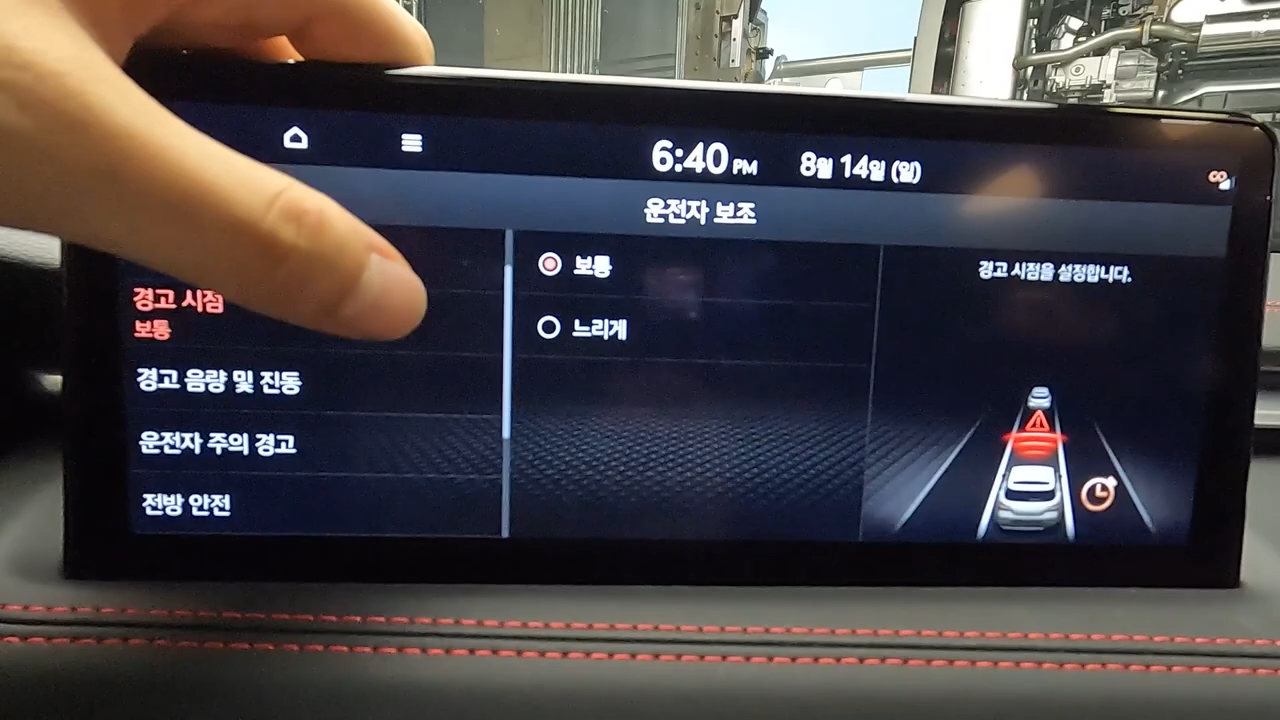 6:40 PM 8월 14일 (일)
운전자 보조
경고 시점
보통
경고 음량 및 진동
운전자 주의 경고
전방 안전
보통
느리게
경고 시점을 설정합니다.